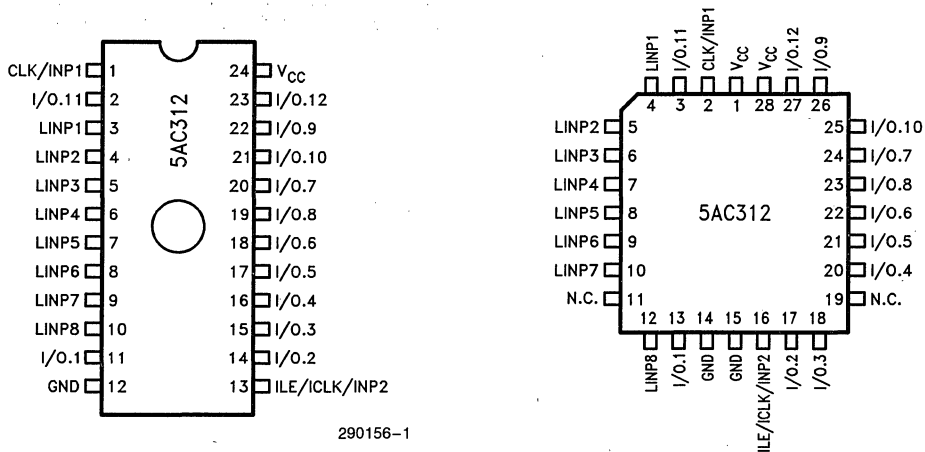 CLK/INP1 1 24 VCC
I/O.11 2 23 I/O.12
LINP1 3 22 I/O.9
LINP2 4 21 I/O.10
LINP3 5 20 I/O.7
LINP4 6 19 I/O.8
LINP5 7 18 I/O.6
LINP6 8 17 I/O.5
LINP7 9 16 I/O.4
LINP8 10 15 I/O.3
I/O.1 11 14 I/O.2
GND 12 13 ILE/ICLK/INP2
5AC312
290156–1
LINP1 I/O.11 CLK/INP1 VCC VCC I/O.12 I/O.9
4 3 2 1 28 27 26
LINP2 5 25 I/O.10
LINP3 6 24 I/O.7
LINP4 7 23 I/O.8
LINP5 8 5AC312 22 I/O.6
LINP6 9 21 I/O.5
LINP7 10 20 I/O.4
N.C. 11 19 N.C.
12 13 14 15 16 17 18
LINP8 I/O.1 GND GND ILE/ICLK/INP2 I/O.2 I/O.3